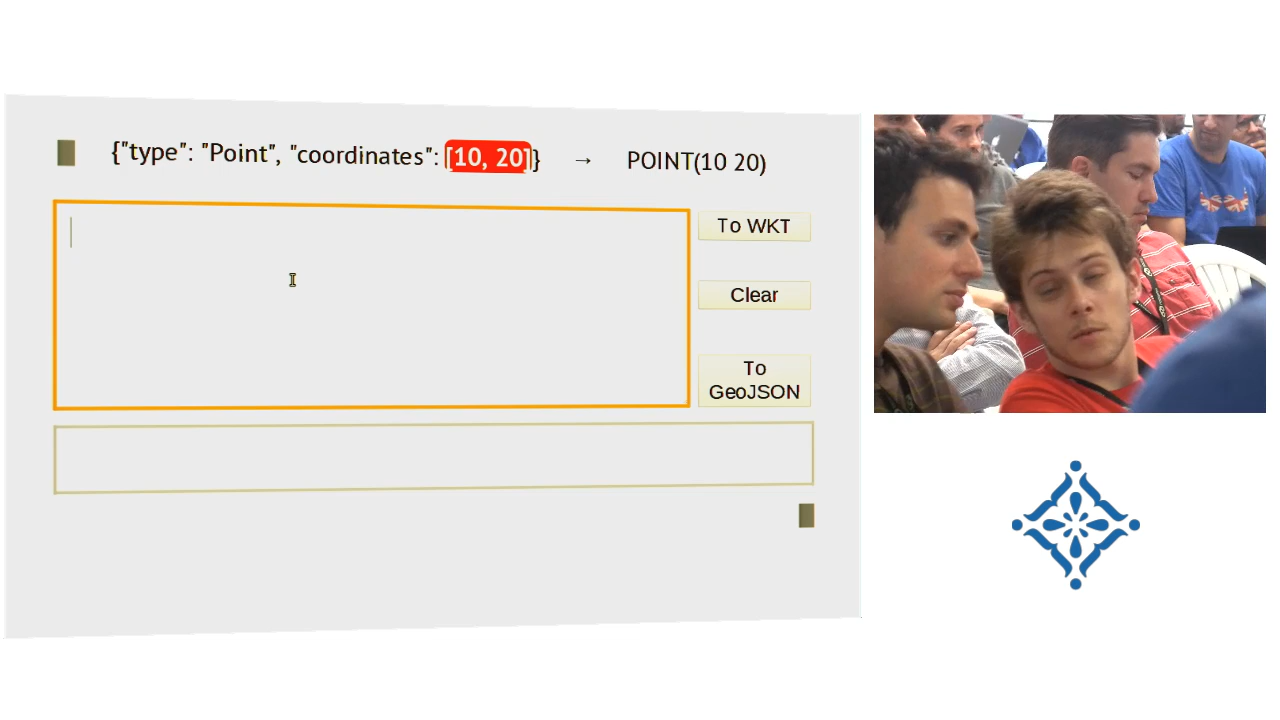 {"type": "Point", "coordinates": [10, 20]} → POINT(10 20)
To WKT
Clear
To
GeoJSON